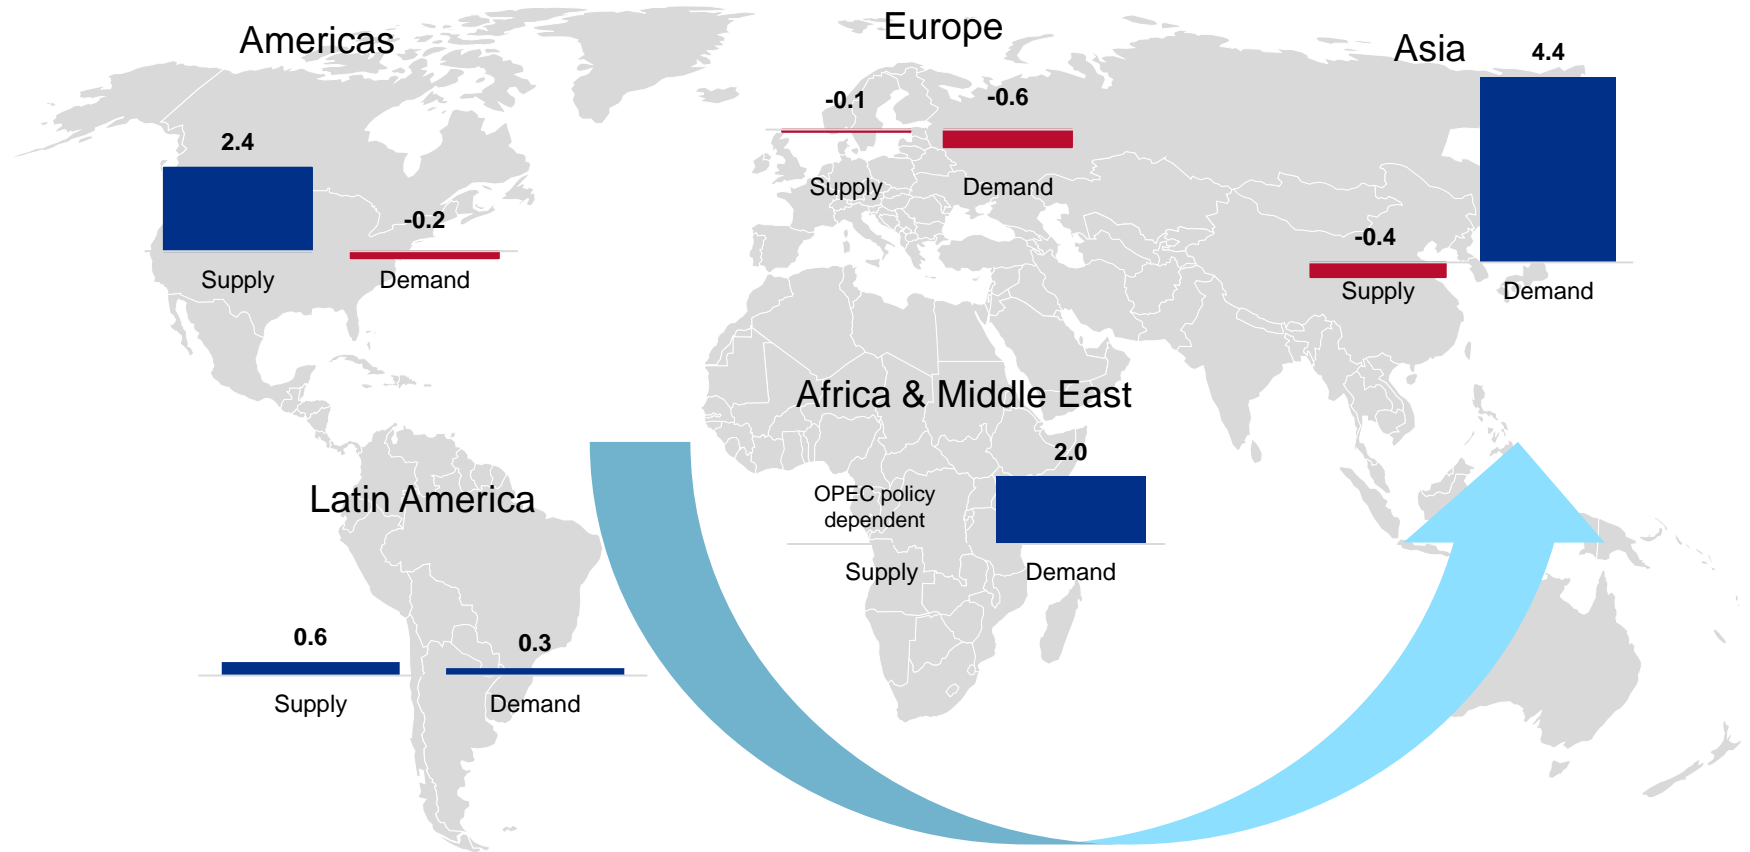 Americas
2.4
-0.2
Supply
Demand
Europe
-0.1
-0.6
Supply
Demand
Asia
4.4
-0.4
Supply
Demand
Africa & Middle East
2.0
OPEC policy
dependent
Supply
Demand
Latin America
0.6
0.3
Supply
Demand